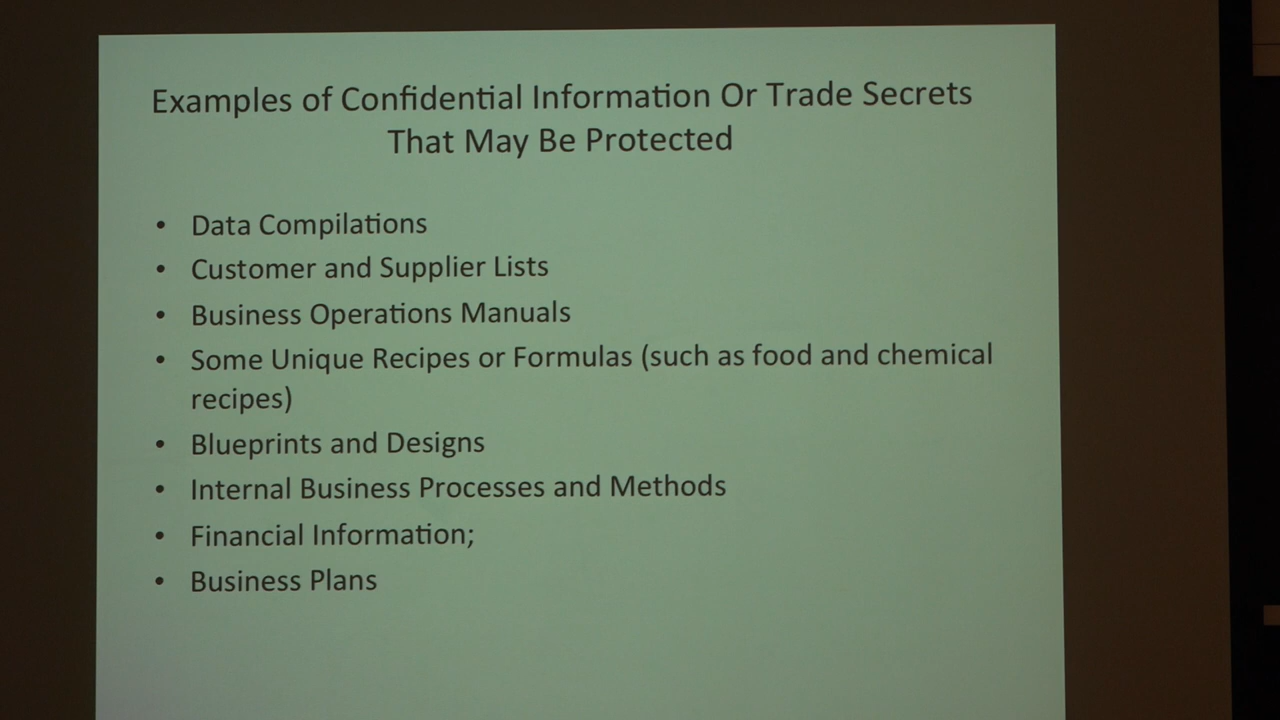 Examples of Confidential Information Or Trade Secrets
That May Be Protected
• Data Compilations
• Customer and Supplier Lists
• Business Operations Manuals
• Some Unique Recipes or Formulas (such as food and chemical
recipes)
• Blueprints and Designs
• Internal Business Processes and Methods
• Financial Information;
• Business Plans